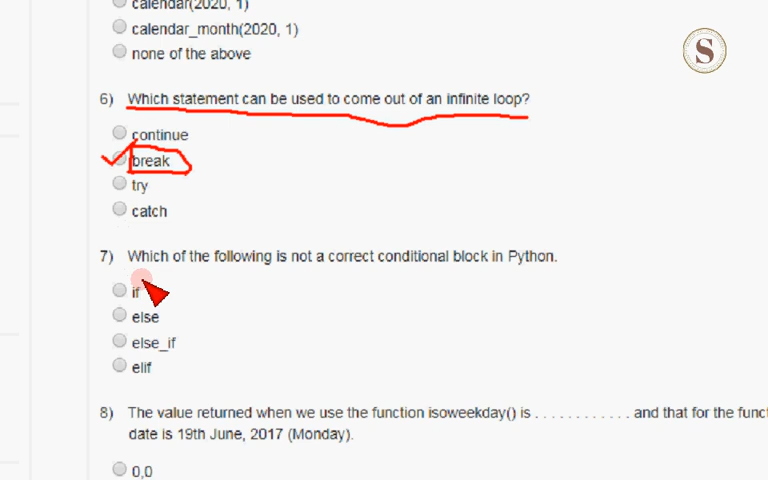 calendar(2020, 1)
calendar_month(2020, 1)
none of the above
S
6) Which statement can be used to come out of an infinite loop?
continue
break
try
catch
7) Which of the following is not a correct conditional block in Python.
if
else
else_if
elif
8) The value returned when we use the function isoweekday() is . . . . . . . . . . . . and that for the funct
date is 19th June, 2017 (Monday).
0,0